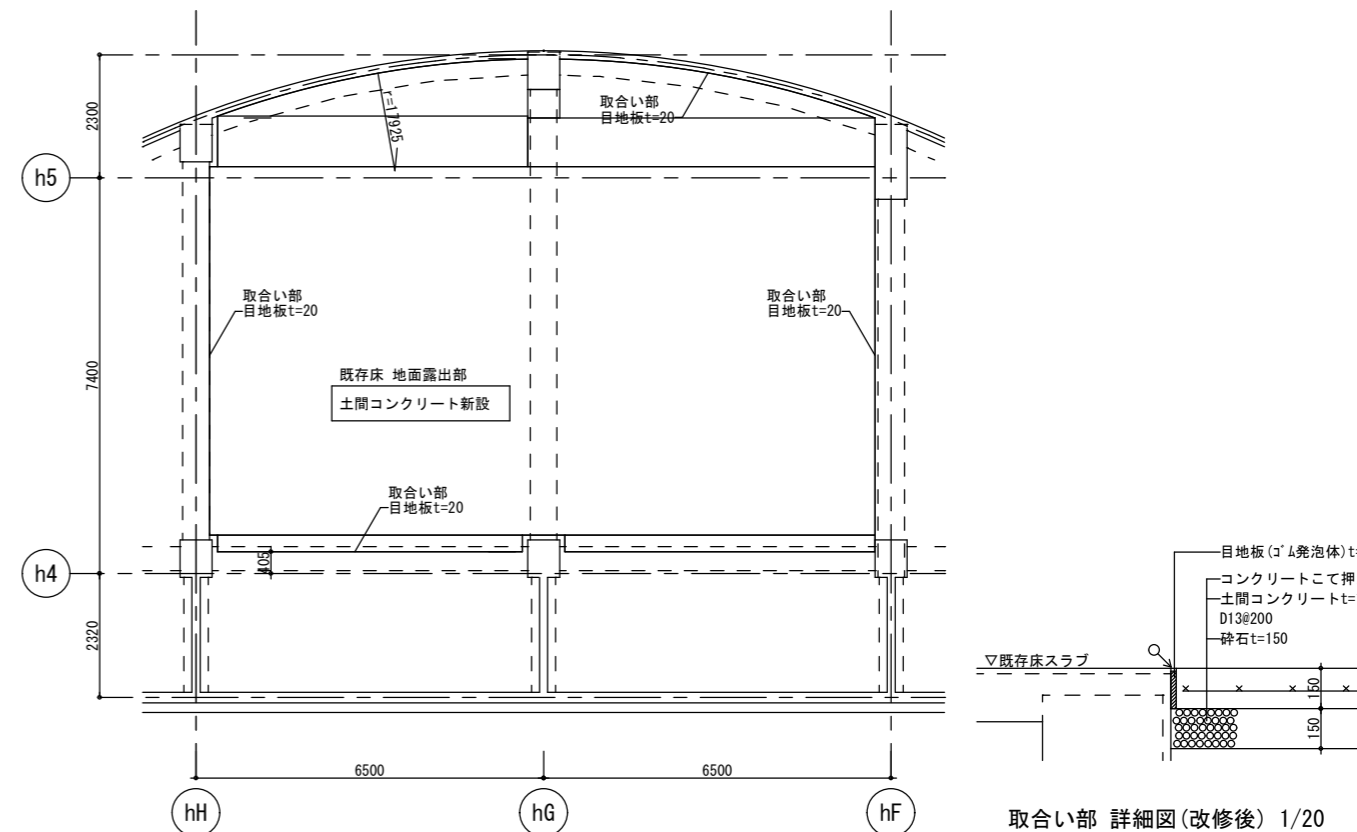 2300
r=17925
取合い部
目地板t=20
h5
取合い部
目地板t=20
取合い部
目地板t=20
7400
既存床 地面露出部
土間コンクリート新設
取合い部
目地板t=20
405
h4
2320
6500
6500
hH
hG
hF
目地板(ゴム発泡体)t=
コンクリートこて押
土間コンクリートt=
D13@200
砕石t=150
▽既存床スラブ
150
150
取合い部 詳細図(改修後) 1/20